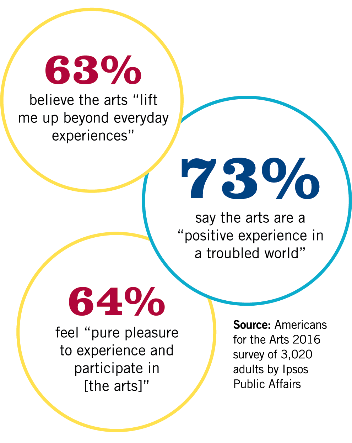 63%
believe the arts “lift
me up beyond everyday
experiences”
73%
say the arts are a
“positive experience in
a troubled world”
64%
feel “pure pleasure
to experience and
participate in
[the arts]”
Source: Americans
for the Arts 2016
survey of 3,020
adults by Ipsos
Public Affairs